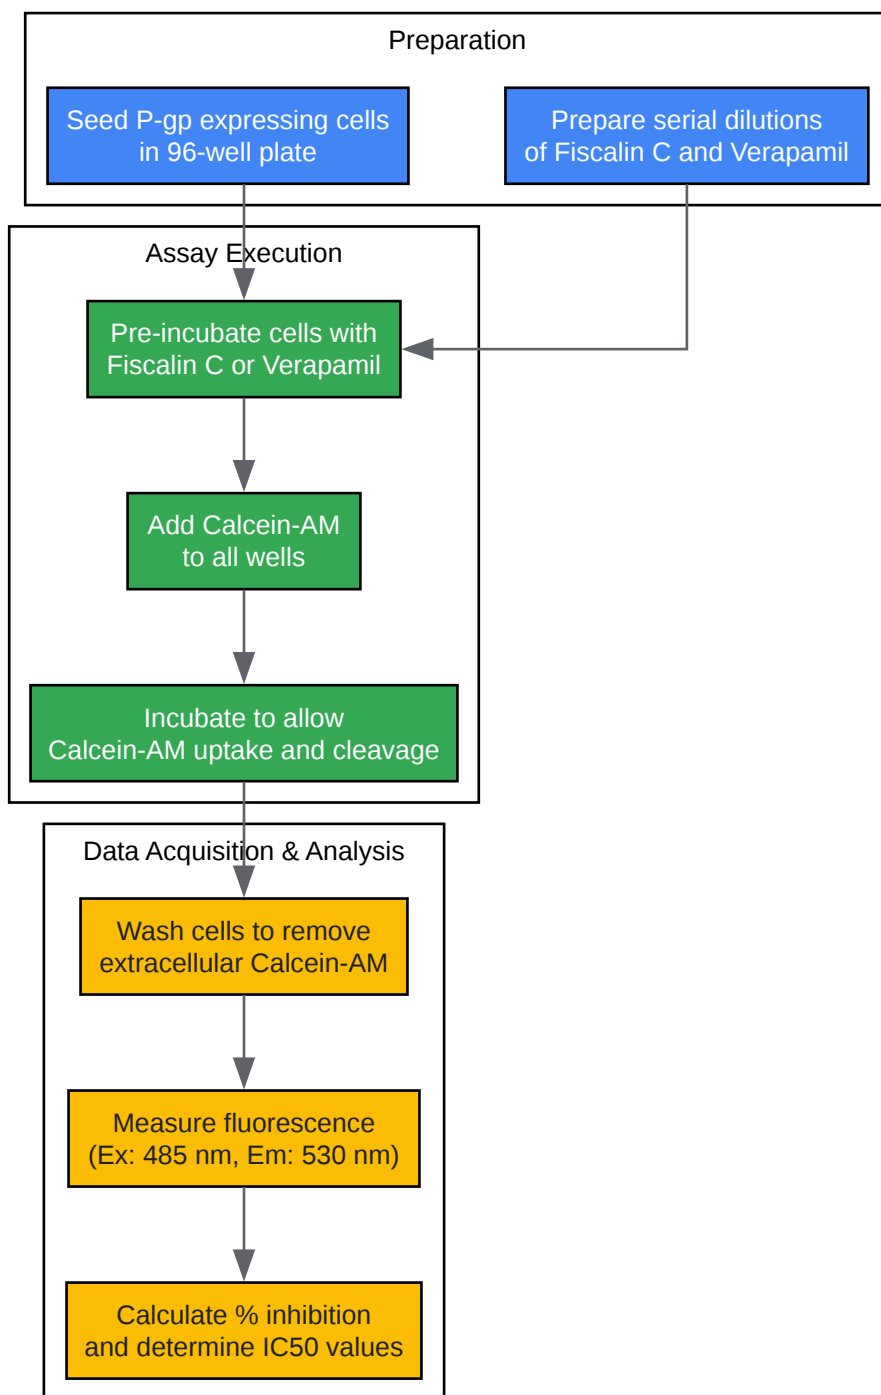 Preparation
Seed P-gp expressing cells
in 96-well plate
Prepare serial dilutions
of Fiscalin C and Verapamil
Assay Execution
Pre-incubate cells with
Fiscalin C or Verapamil
Add Calcein-AM
to all wells
Incubate to allow
Calcein-AM uptake and cleavage
Data Acquisition & Analysis
Wash cells to remove
extracellular Calcein-AM
Measure fluorescence
(Ex: 485 nm, Em: 530 nm)
Calculate % inhibition
and determine IC50 values